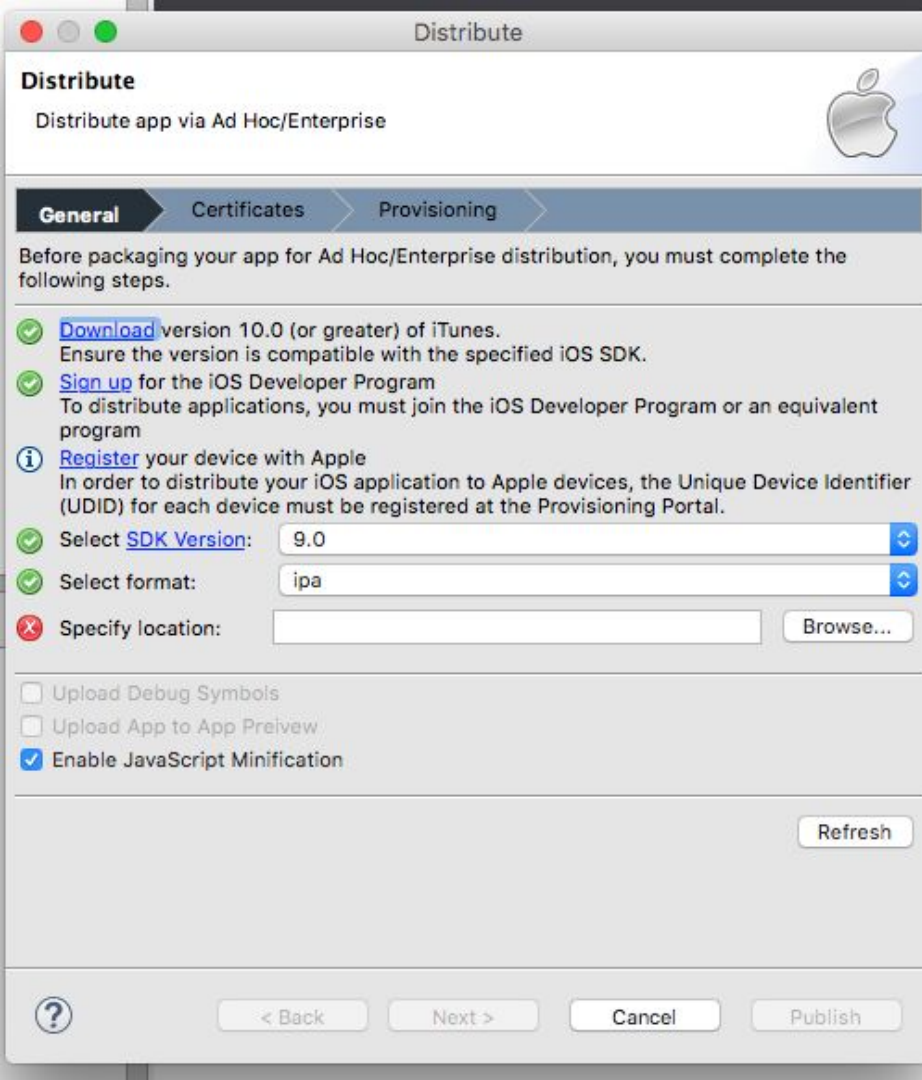 Distribute
Distribute
Distribute app via Ad Hoc/Enterprise
General Certificates Provisioning
Before packaging your app for Ad Hoc/Enterprise distribution, you must complete the
following steps.
Download version 10.0 (or greater) of iTunes.
Ensure the version is compatible with the specified iOS SDK.
Sign up for the iOS Developer Program
To distribute applications, you must join the iOS Developer Program or an equivalent
program
Register your device with Apple
In order to distribute your iOS application to Apple devices, the Unique Device Identifier
(UDID) for each device must be registered at the Provisioning Portal.
Select SDK Version: 9.0
Select format: ipa
Specify location: Browse...
Upload Debug Symbols
Upload App to App Preivew
Enable JavaScript Minification
Refresh
? < Back Next > Cancel Publish